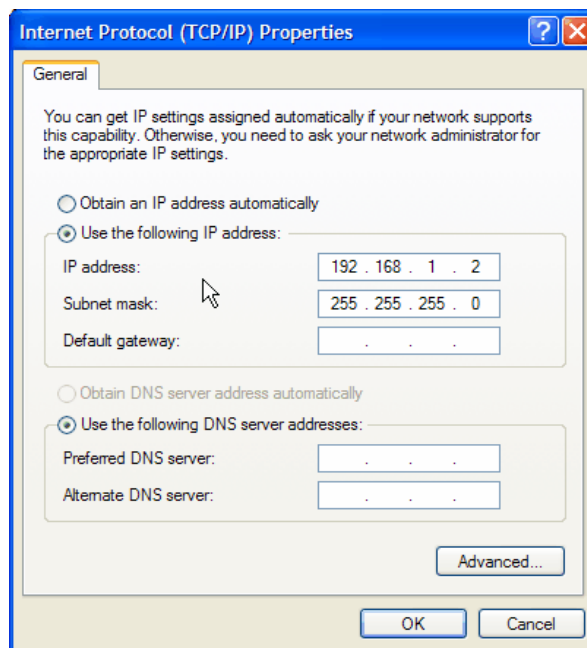 Internet Protocol (TCP/IP) Properties
General
You can get IP settings assigned automatically if your network supports
this capability. Otherwise, you need to ask your network administrator for
the appropriate IP settings.
Obtain an IP address automatically
Use the following IP address:
IP address: 192 . 168 . 1 . 2
Subnet mask: 255 . 255 . 255 . 0
Default gateway: . . .
Obtain DNS server address automatically
Use the following DNS server addresses:
Preferred DNS server: . . .
Alternate DNS server: . . .
Advanced...
OK Cancel